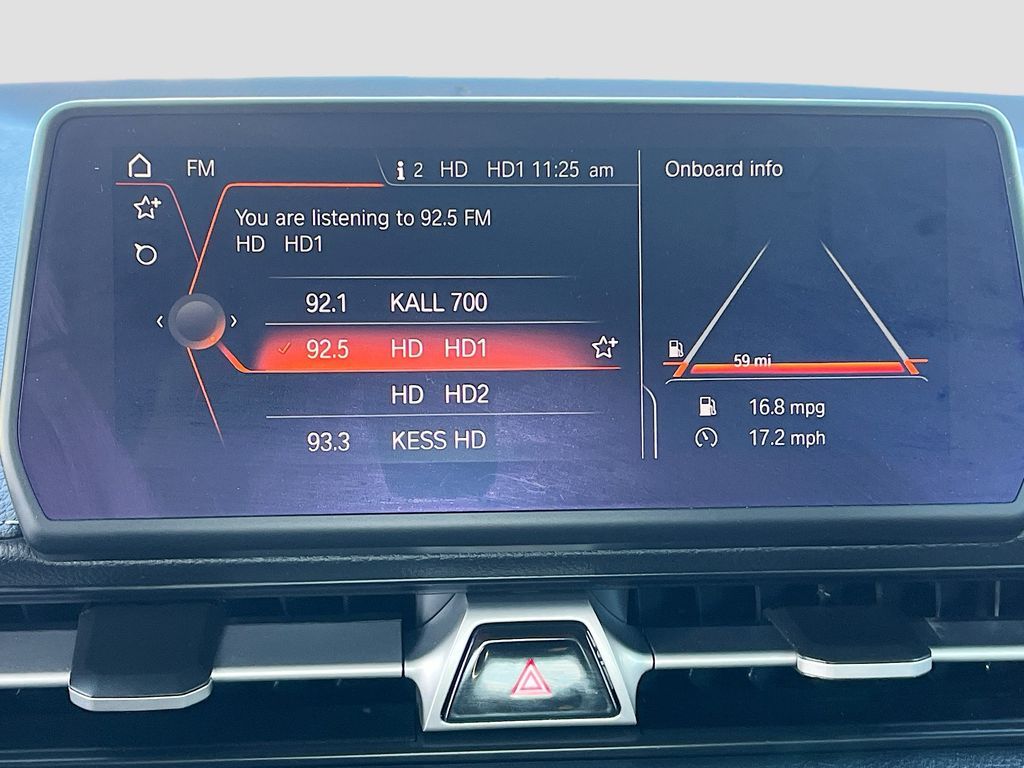 FM
i 2 HD HD1 11:25 am
You are listening to 92.5 FM
HD HD1
92.1 KALL 700
92.5 HD HD1
HD HD2
93.3 KESS HD
Onboard info
59 mi
16.8 mpg
17.2 mph